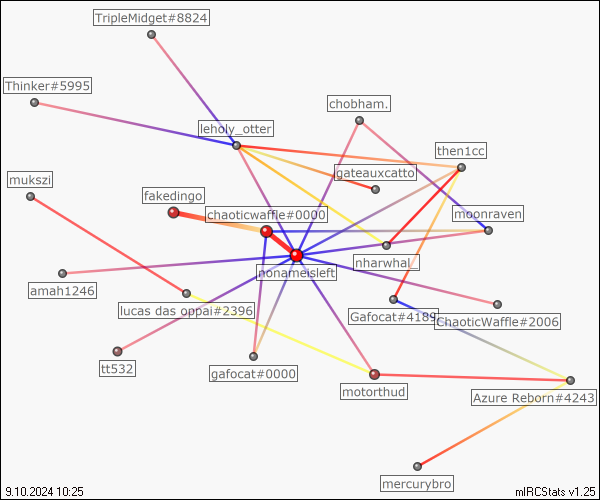 TripleMidget#8824
Thinker#5995
chobham.
leholy_otter
then1cc
gateauxcatto
mukszi
fakedingo
chaoticwaffle#0000
moonraven
nharwhal_
nonameisleft
amah1246
lucas das oppai#2396
Gafocat#4189
ChaoticWaffle#2006
tt532
gafocat#0000
motorthud
Azure Reborn#4243
mercurybro
9.10.2024 10:25
mIRCStats v1.25